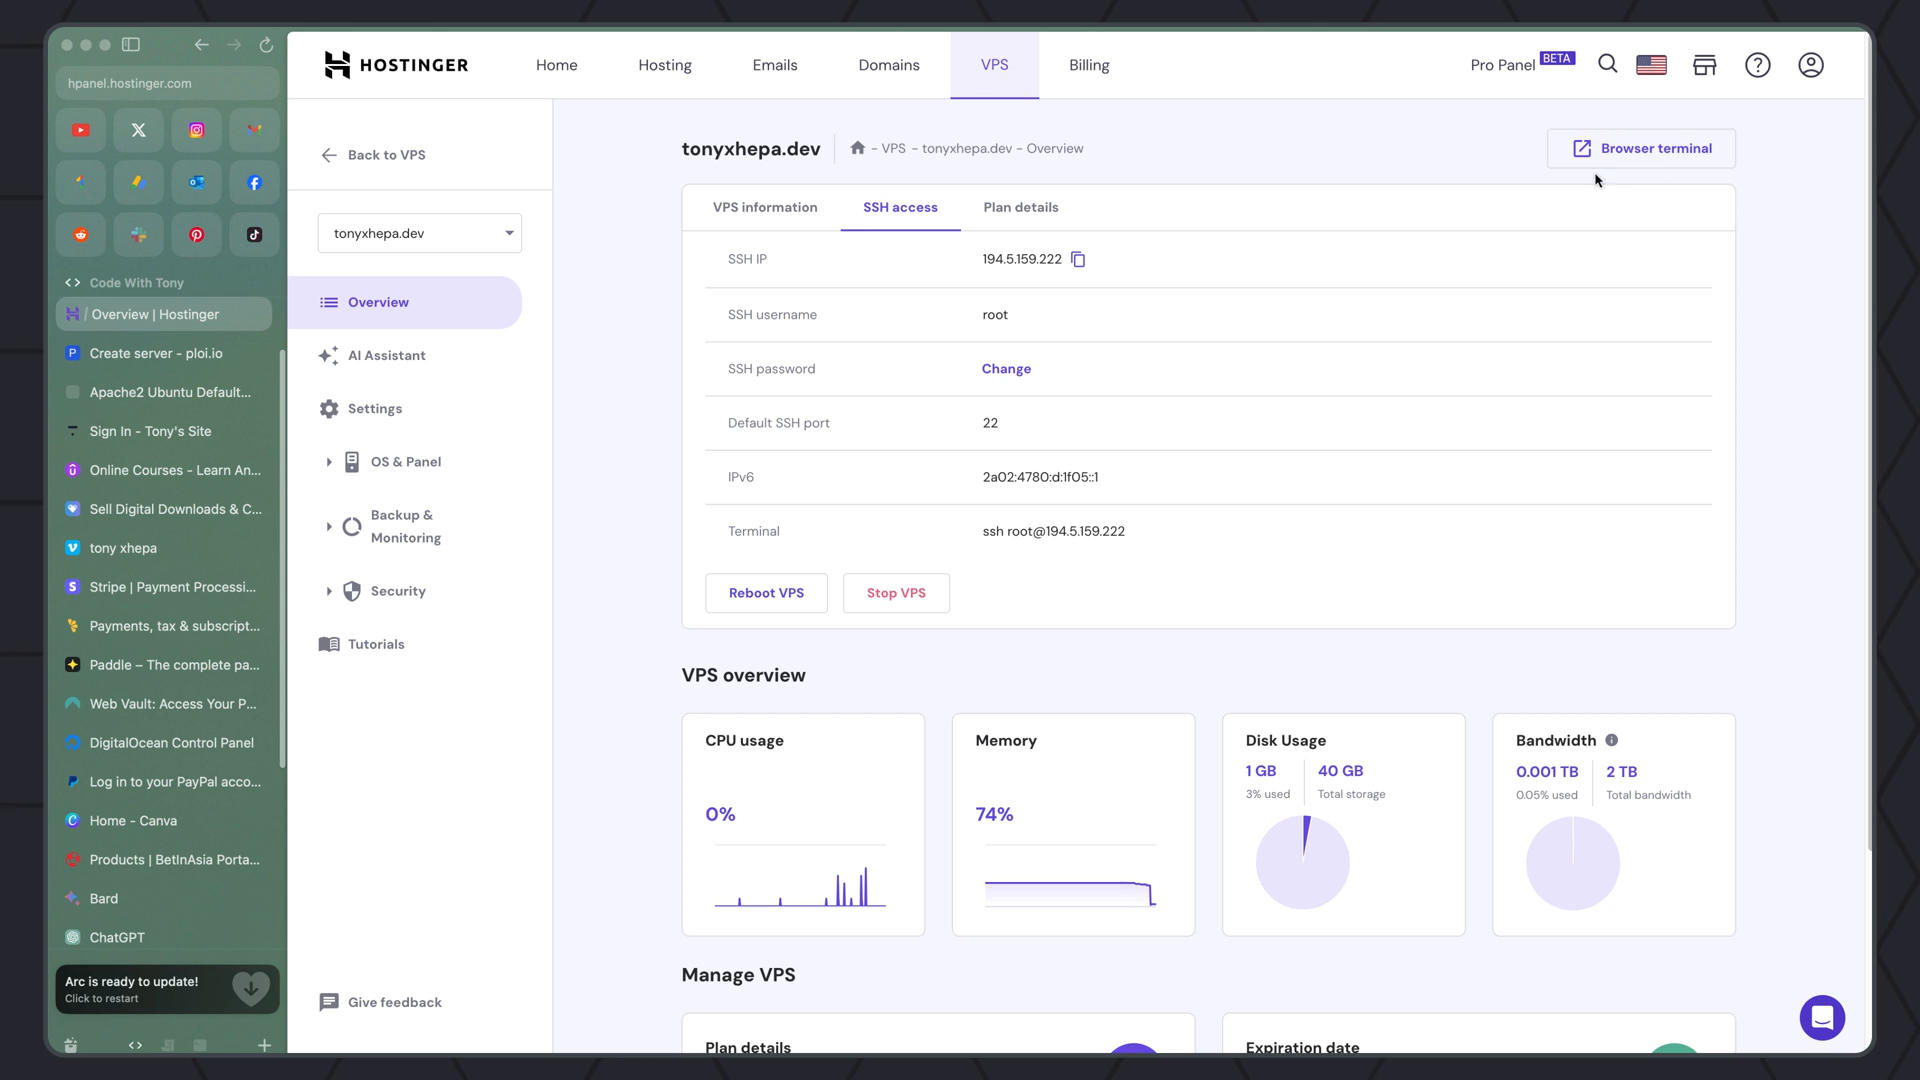 hpanel.hostinger.com
Code With Tony
/ Overview | Hostinger
Create server - ploi.io
Apache2 Ubuntu Default...
Sign In - Tony's Site
Online Courses - Learn An...
Sell Digital Downloads & C...
tony xhepa
Stripe | Payment Processi...
Payments, tax & subscript...
Paddle – The complete pa...
Web Vault: Access Your P...
DigitalOcean Control Panel
Log in to your PayPal acco...
Home - Canva
Products | BetInAsia Porta...
Bard
ChatGPT
Arc is ready to update!
Click to restart
HOSTINGER
Home
Hosting
Emails
Domains
VPS
Billing
Pro Panel BETA
Back to VPS
tonyxhepa.dev
Overview
AI Assistant
Settings
OS & Panel
Backup &
Monitoring
Security
Tutorials
Give feedback
tonyxhepa.dev
- VPS - tonyxhepa.dev - Overview
Browser terminal
VPS information
SSH access
Plan details
SSH IP
194.5.159.222
SSH username
root
SSH password
Change
Default SSH port
22
IPv6
2a02:4780:d:1f05::1
Terminal
ssh root@194.5.159.222
Reboot VPS
Stop VPS
VPS overview
CPU usage
0%
Memory
74%
Disk Usage
1 GB
3% used
40 GB
Total storage
Bandwidth
0.001 TB
0.05% used
2 TB
Total bandwidth
Manage VPS
Plan details
Expiration date